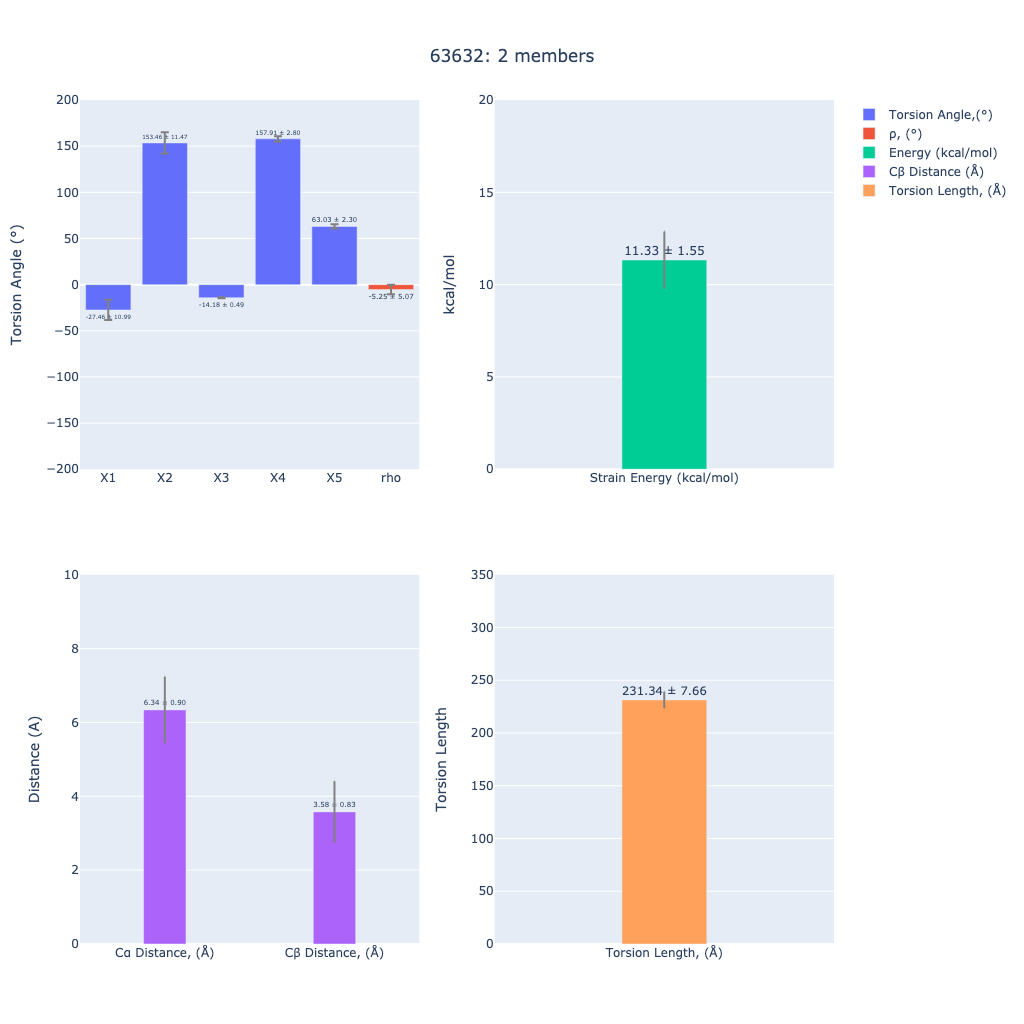 63632: 2 members
Torsion Angle (°)
200
150
100
50
0
−50
−100
−150
−200
153.46 ± 11.47
157.91 ± 2.80
63.03 ± 2.30
-27.46 ± 10.99
-14.18 ± 0.49
-5.25 ± 5.07
X1 X2 X3 X4 X5 rho
kcal/mol
20
15
10
5
0
11.33 ± 1.55
Strain Energy (kcal/mol)
Torsion Angle,(°)
ρ, (°)
Energy (kcal/mol)
Cβ Distance (Å)
Torsion Length, (Å)
Distance (A)
10
8
6
4
2
0
6.34 ± 0.90
3.58 ± 0.83
Cα Distance, (Å) Cβ Distance, (Å)
Torsion Length
350
300
250
200
150
100
50
0
231.34 ± 7.66
Torsion Length, (Å)